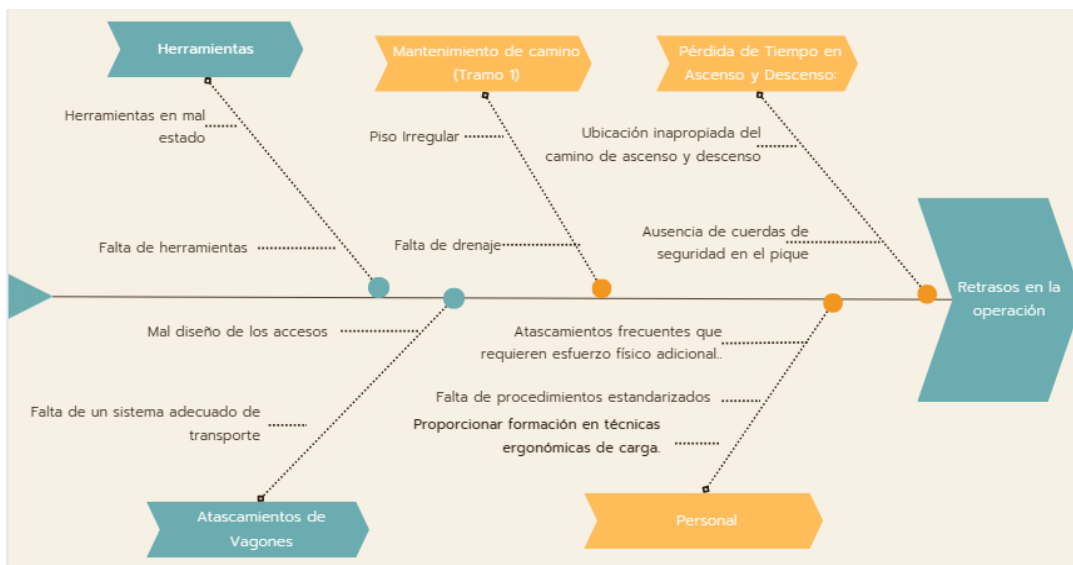 Herramientas
Mantenimiento de camino
(Tramo 1)
Pérdida de Tiempo en
Ascenso y Descenso:
Herramientas en mal
estado
Piso Irregular
Ubicación inapropiada del
camino de ascenso y descenso
Falta de herramientas
Falta de drenaje
Ausencia de cuerdas de
seguridad en el pique
Retrasos en la
operación
Mal diseño de los accesos
Atascamientos frecuentes que
requieren esfuerzo físico adicional..
Falta de un sistema adecuado de
transporte
Falta de procedimientos estandarizados
Proporcionar formación en técnicas
ergonómicas de carga.
Atascamientos de
Vagones
Personal